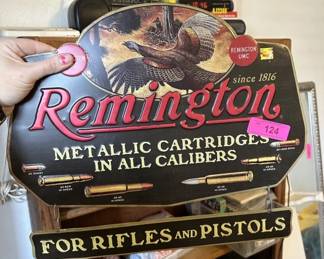 REMINGTON
UMC
since 1816
Remington
124
METALLIC CARTRIDGES
IN ALL CALIBERS
FOR RIFLES AND PISTOLS